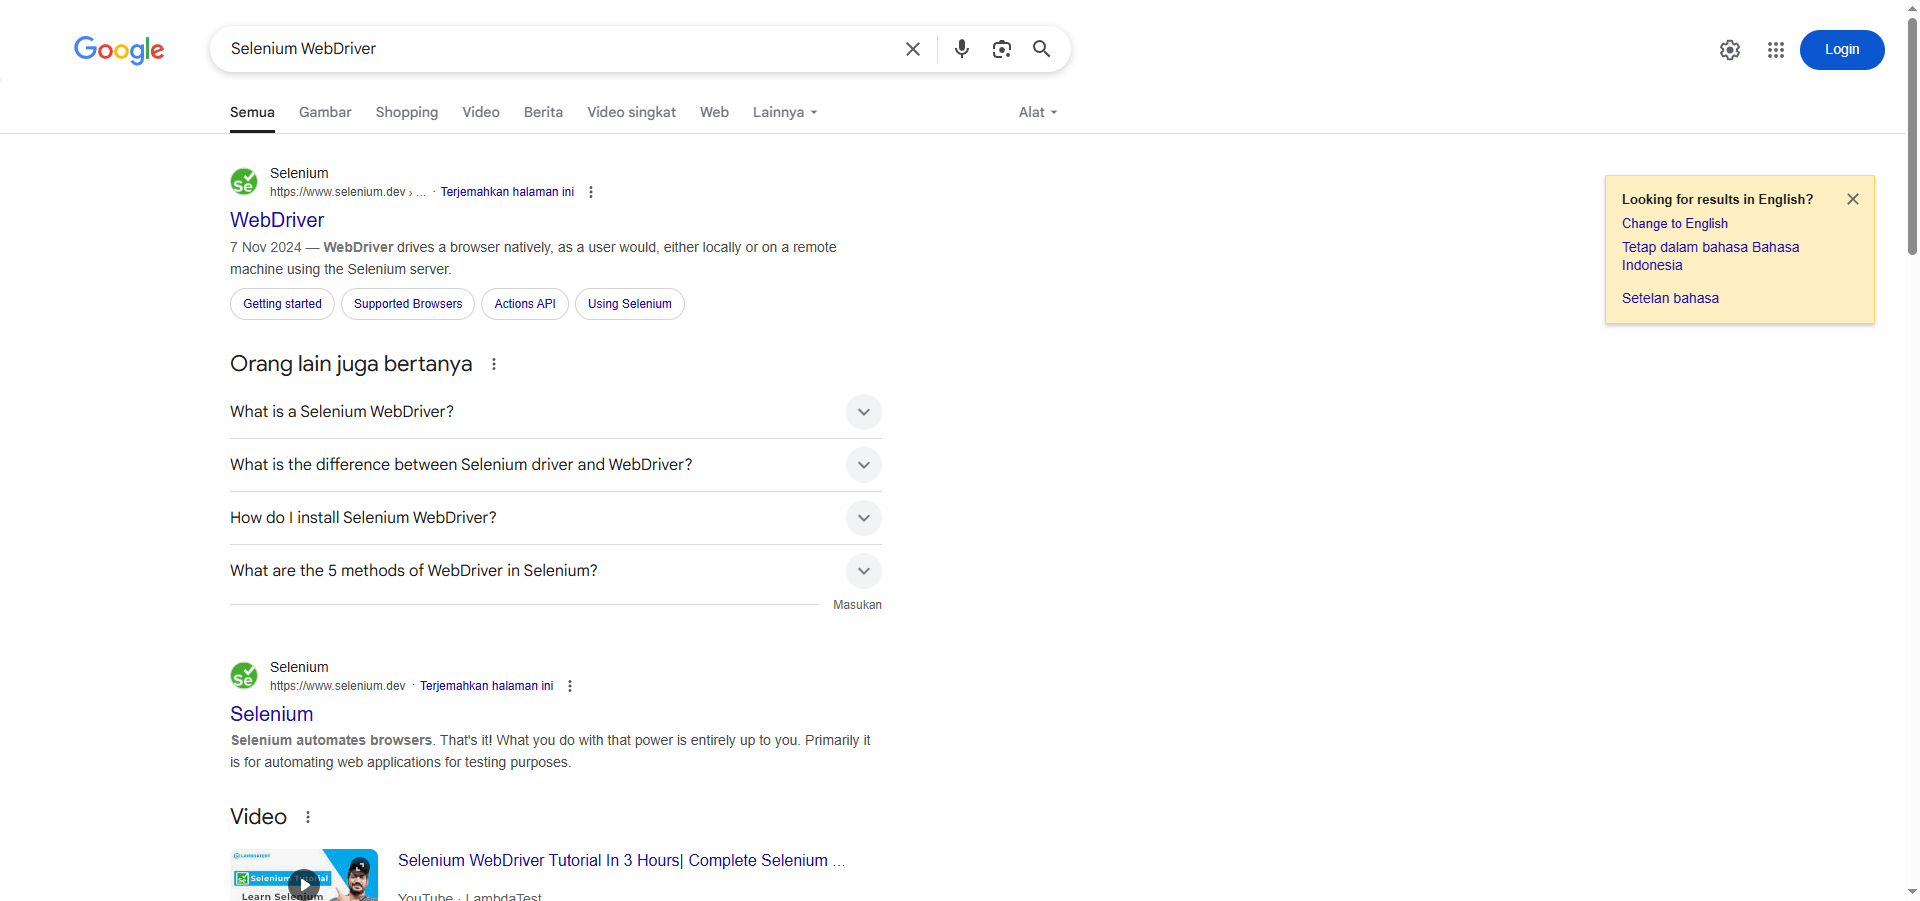 Google
Selenium WebDriver
Login
Semua Gambar Shopping Video Berita Video singkat Web Lainnya Alat
Selenium
https://www.selenium.dev › ... · Terjemahkan halaman ini
WebDriver
7 Nov 2024 — WebDriver drives a browser natively, as a user would, either locally or on a remote
machine using the Selenium server.
Getting started Supported Browsers Actions API Using Selenium
Looking for results in English?
Change to English
Tetap dalam bahasa Bahasa
Indonesia
Setelan bahasa
Orang lain juga bertanya
What is a Selenium WebDriver?
What is the difference between Selenium driver and WebDriver?
How do I install Selenium WebDriver?
What are the 5 methods of WebDriver in Selenium?
Masukan
Selenium
https://www.selenium.dev · Terjemahkan halaman ini
Selenium
Selenium automates browsers. That's it! What you do with that power is entirely up to you. Primarily it
is for automating web applications for testing purposes.
Video
LAMBDATEST
Se Selenium Tutorial
Learn Selenium
Selenium WebDriver Tutorial In 3 Hours| Complete Selenium ...
YouTube · LambdaTest